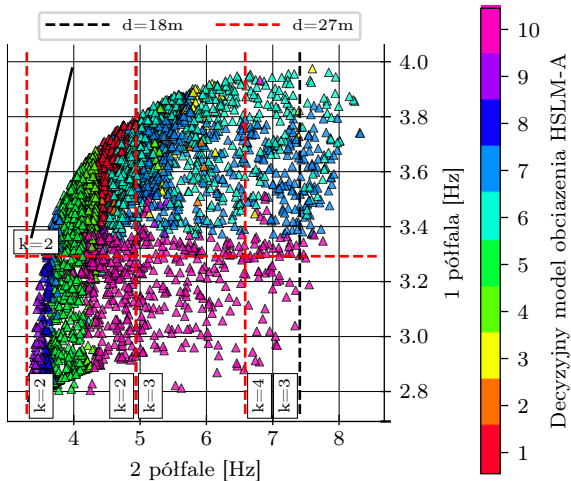 d=18m d=27m
4.0
3.8
3.6
3.4
3.2
3.0
2.8
1 półfala [Hz]
k=2
k=2
k=2
k=3
k=4
k=3
4 5 6 7 8
2 półfale [Hz]
10
9
8
7
6
5
4
3
2
1
Decyzyjny model obciazenia HSLM-A